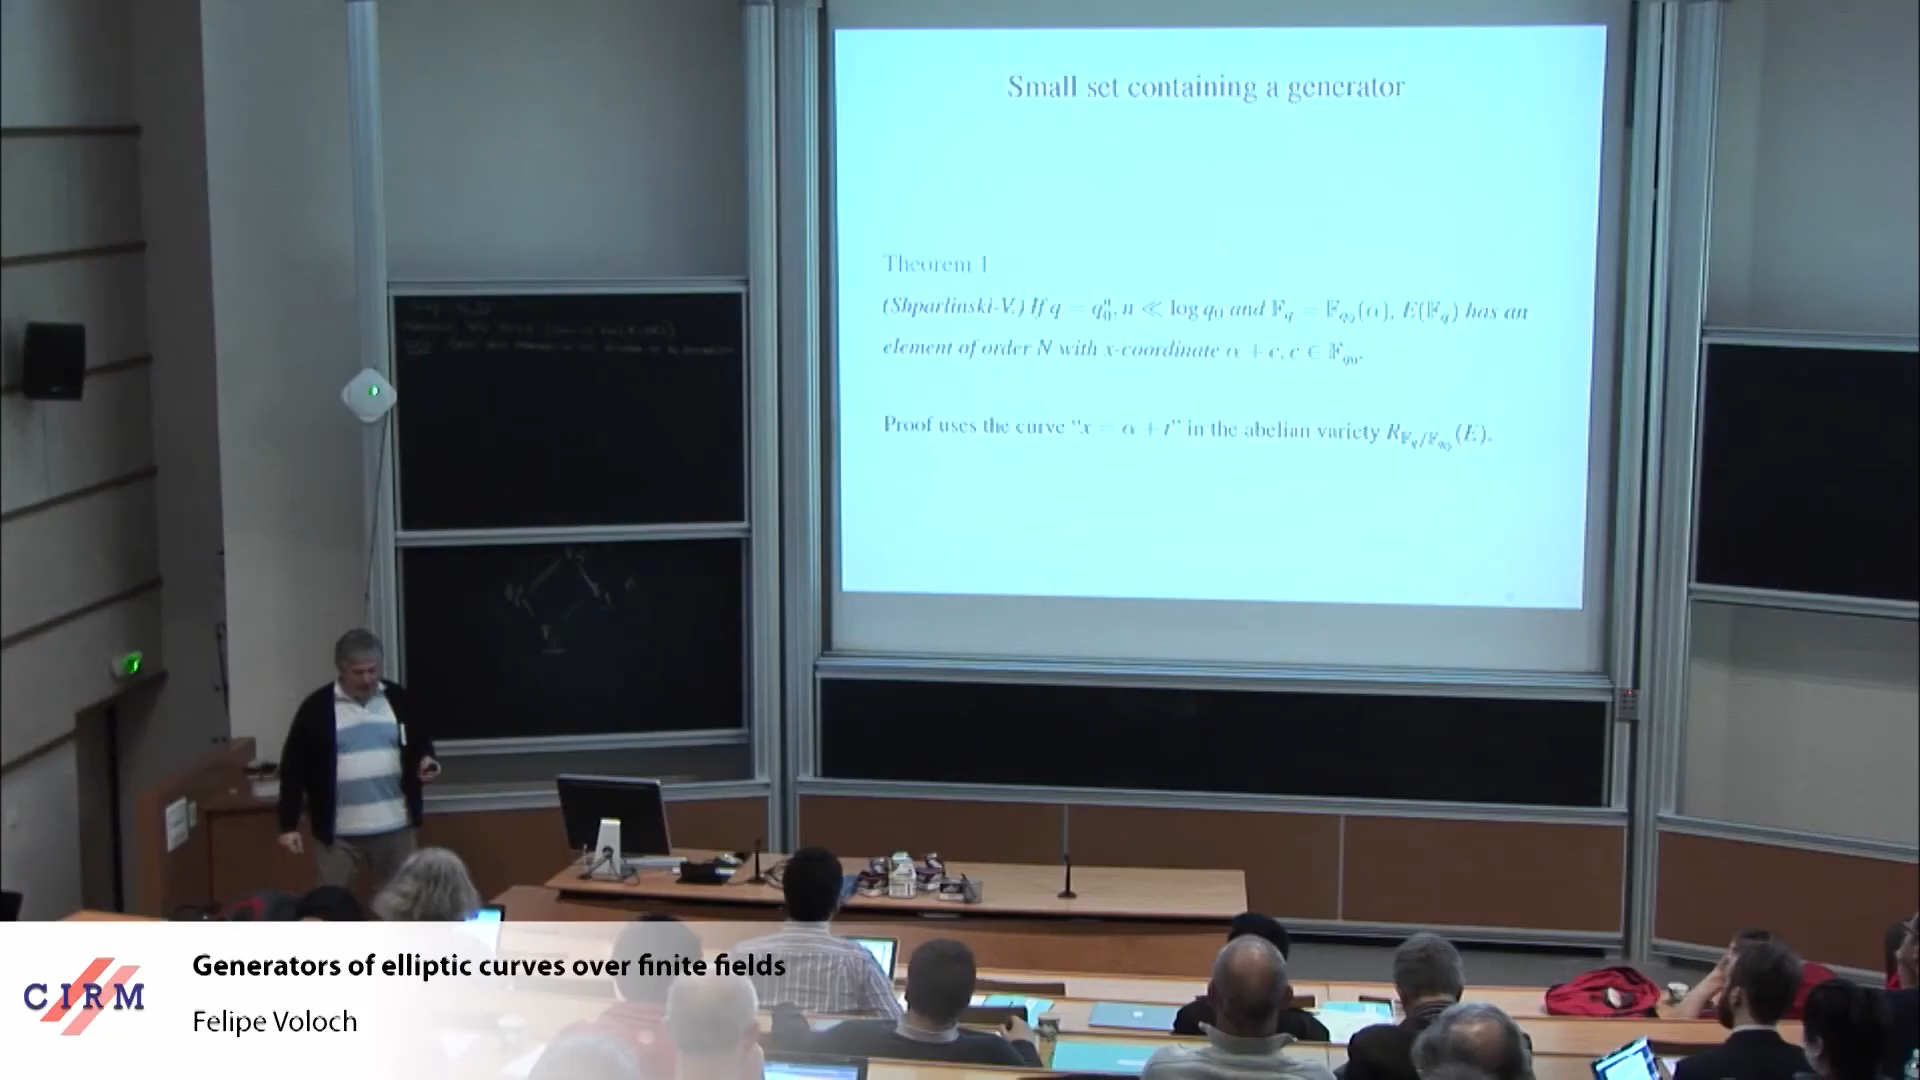 Small set containing a generator
Theorem 1
(Shparlinski-V.) If q = q₀ⁿ, n ≪ log q₀ and 𝔽_q = 𝔽_{q₀}(α), E(𝔽_q) has an
element of order N with x-coordinate α + c, c ∈ 𝔽_{q₀}.
Proof uses the curve “x = α + t” in the abelian variety R_{𝔽_q/𝔽_{q₀}}(E).
CIRM
Generators of elliptic curves over finite fields
Felipe Voloch